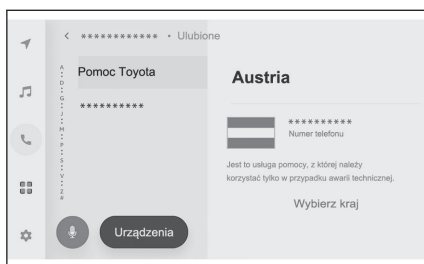 < ************ • Ulubione
A
•
D
•
G
•
J
•
M
•
P
•
S
•
V
•
Z
#
Pomoc Toyota
**********
Austria
**********
Numer telefonu
Jest to usługa pomocy, z której należy
korzystać tylko w przypadku awarii technicznej.
Wybierz kraj
Urządzenia